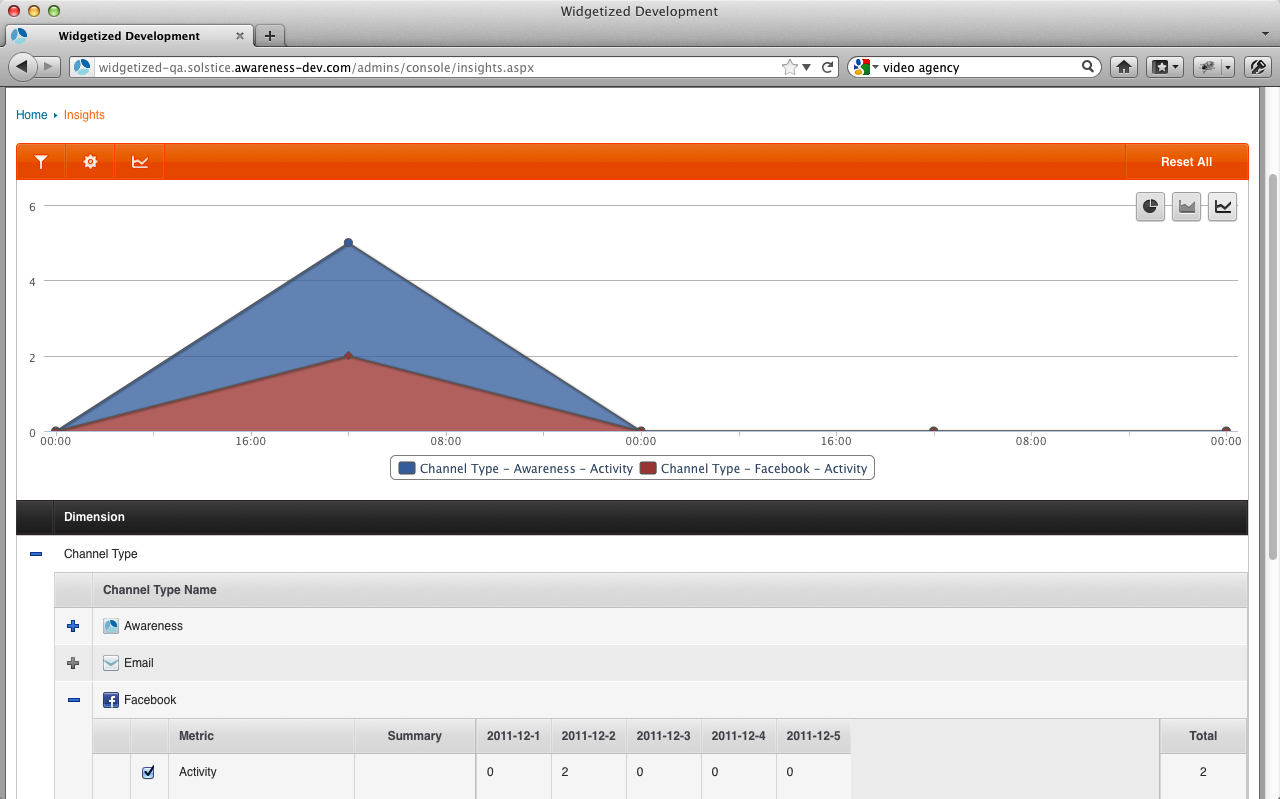 Widgetized Development
Widgetized Development
widgetized-qa.solstice.awareness-dev.com/admins/console/insights.aspx
video agency
Home Insights
Reset All
6
4
2
0
00:00 16:00 08:00 00:00 16:00 08:00 00:00
Channel Type – Awareness – Activity Channel Type – Facebook – Activity
Dimension
Channel Type
Channel Type Name
Awareness
Email
Facebook
Metric Summary 2011-12-1 2011-12-2 2011-12-3 2011-12-4 2011-12-5 Total
Activity 0 2 0 0 0 2